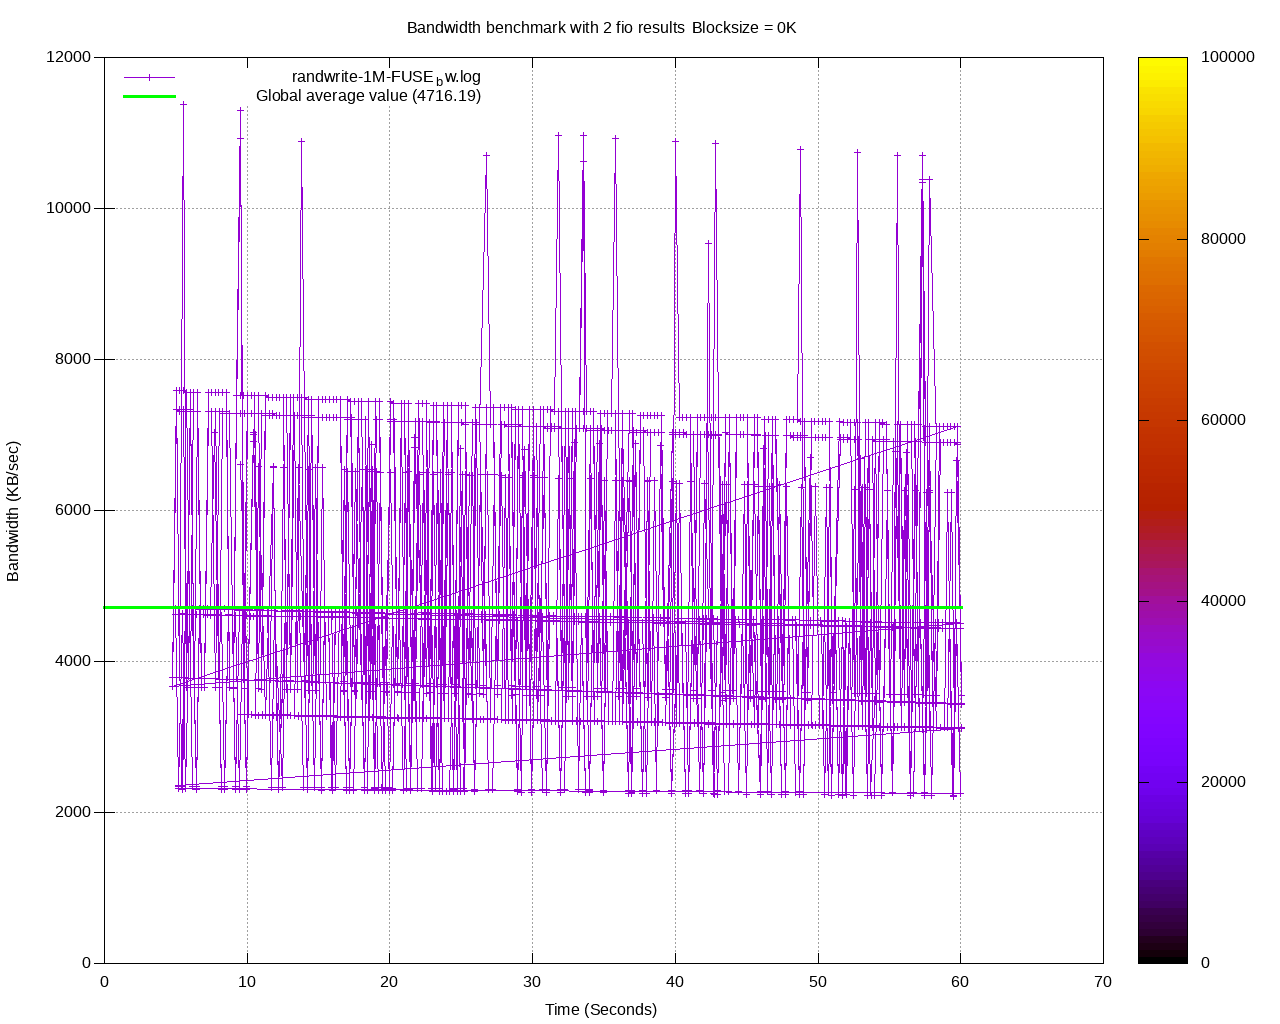 Bandwidth benchmark with 2 fio results Blocksize = 0K
randwrite-1M-FUSE_bw.log
Global average value (4716.19)
12000
10000
8000
6000
4000
2000
0
Bandwidth (KB/sec)
0 10 20 30 40 50 60 70
Time (Seconds)
100000
80000
60000
40000
20000
0